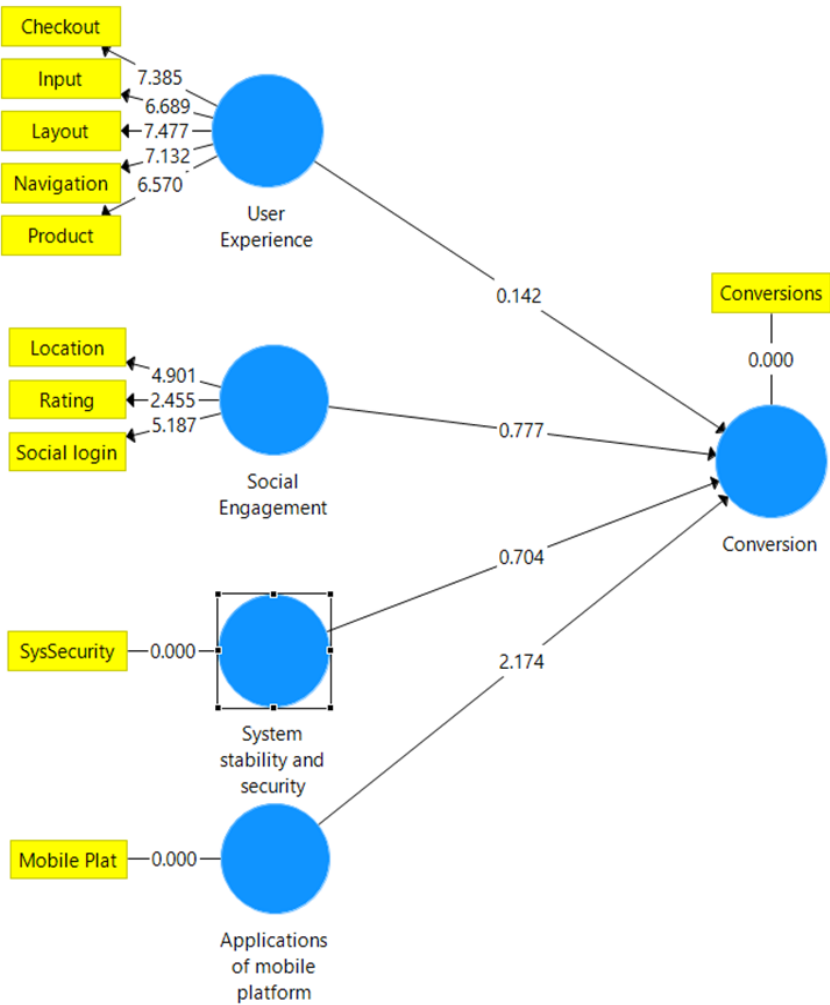 Checkout
Input
Layout
Navigation
Product
7.385
6.689
7.477
7.132
6.570
User
Experience
0.142
Conversions
0.000
Location
Rating
Social login
4.901
2.455
5.187
Social
Engagement
0.777
Conversion
0.704
SysSecurity
0.000
System
stability and
security
2.174
Mobile Plat
0.000
Applications
of mobile
platform